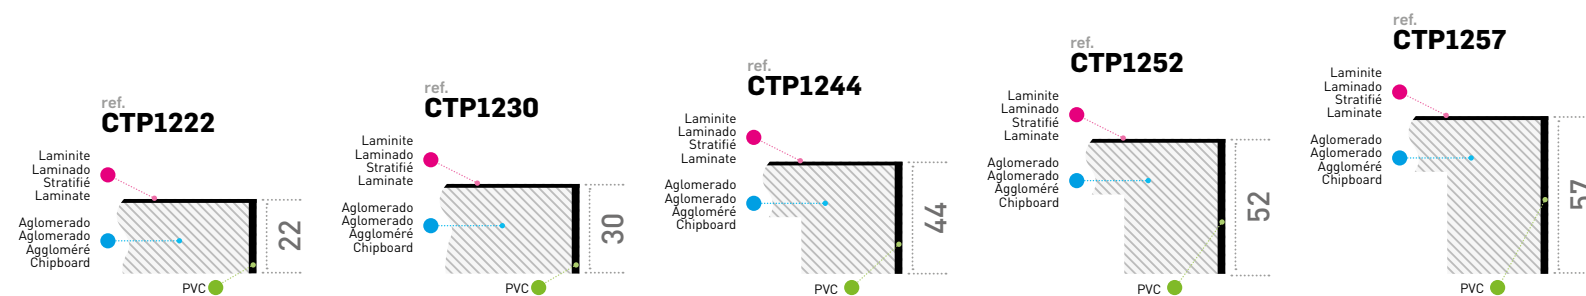 ref.
CTP1222
Laminite
Laminado
Stratifié
Laminate
Aglomerado
Aglomerado
Aggloméré
Chipboard
PVC
22
ref.
CTP1230
Laminite
Laminado
Stratifié
Laminate
Aglomerado
Aglomerado
Aggloméré
Chipboard
PVC
30
ref.
CTP1244
Laminite
Laminado
Stratifié
Laminate
Aglomerado
Aglomerado
Aggloméré
Chipboard
PVC
44
ref.
CTP1252
Laminite
Laminado
Stratifié
Laminate
Aglomerado
Aglomerado
Aggloméré
Chipboard
PVC
52
ref.
CTP1257
Laminite
Laminado
Stratifié
Laminate
Aglomerado
Aglomerado
Aggloméré
Chipboard
PVC
57